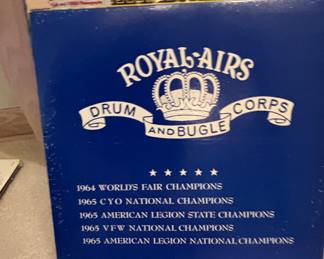 ROYAL-AIRS
DRUM CORPS
AND BUGLE
★ ★ ★ ★ ★
1964 WORLD'S FAIR CHAMPIONS
1965 CYO NATIONAL CHAMPIONS
1965 AMERICAN LEGION STATE CHAMPIONS
1965 VFW NATIONAL CHAMPIONS
1965 AMERICAN LEGION NATIONAL CHAMPIONS